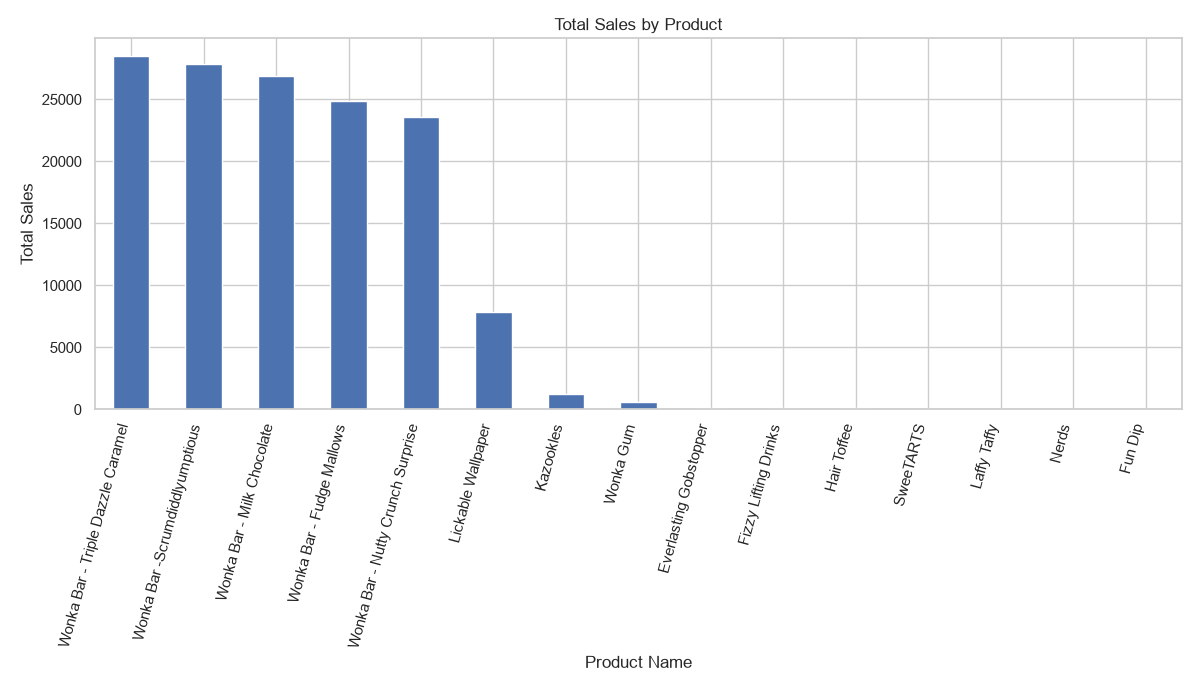 Total Sales by Product
Total Sales
25000
20000
15000
10000
5000
0
Wonka Bar - Triple Dazzle Caramel
Wonka Bar -Scrumdiddlyumptious
Wonka Bar - Milk Chocolate
Wonka Bar - Fudge Mallows
Wonka Bar - Nutty Crunch Surprise
Lickable Wallpaper
Kazookles
Wonka Gum
Everlasting Gobstopper
Fizzy Lifting Drinks
Hair Toffee
SweeTARTS
Laffy Taffy
Nerds
Fun Dip
Product Name